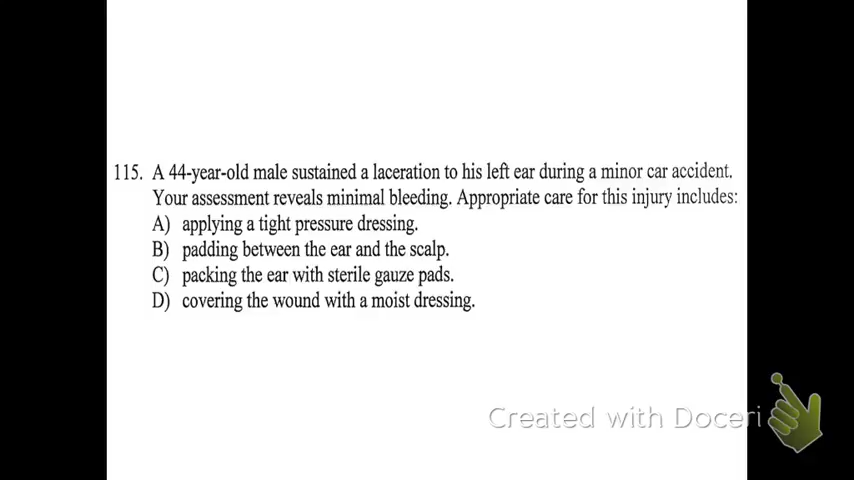 115. A 44-year-old male sustained a laceration to his left ear during a minor car accident.
Your assessment reveals minimal bleeding. Appropriate care for this injury includes:
A) applying a tight pressure dressing.
B) padding between the ear and the scalp.
C) packing the ear with sterile gauze pads.
D) covering the wound with a moist dressing.
Created with Doceri